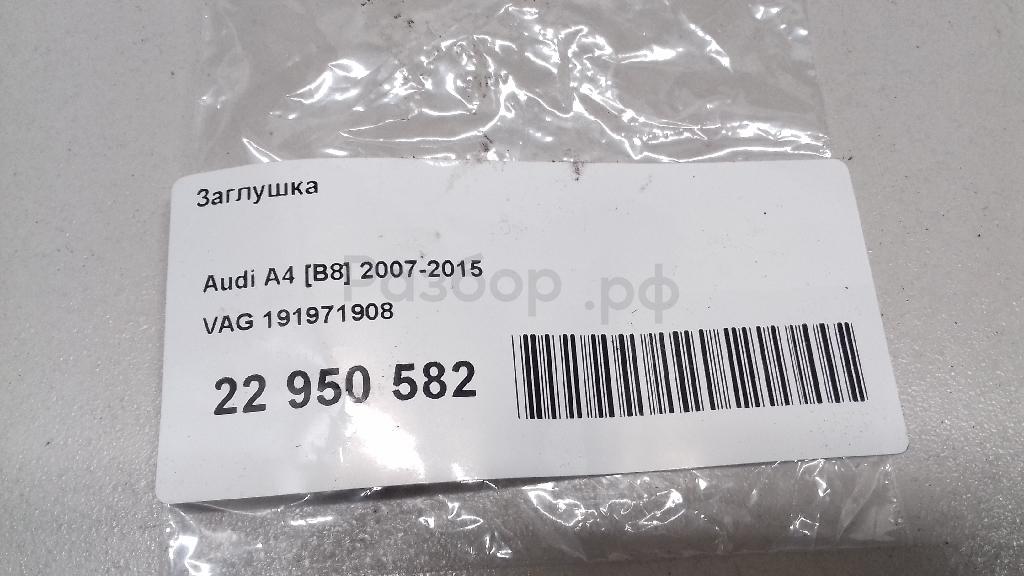 Заглушка
Audi A4 [B8] 2007-2015
Разбор.рф
VAG 191971908
22 950 582